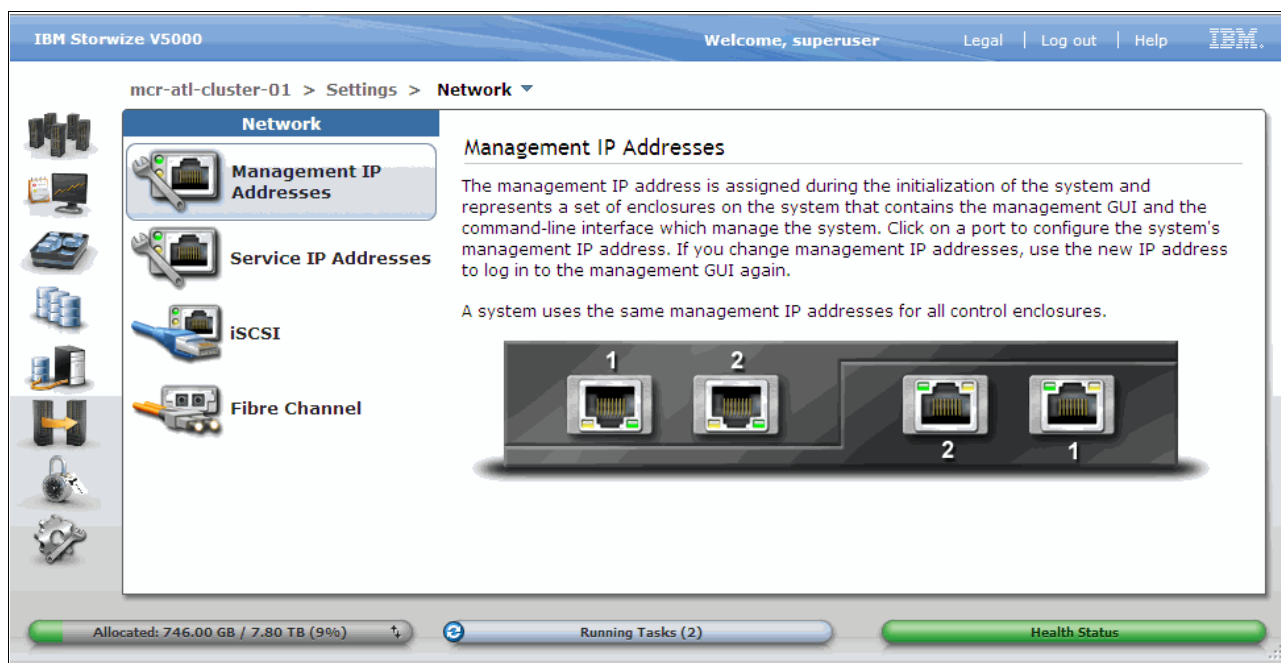 IBM Storwize V5000
Welcome, superuser
Legal | Log out | Help
IBM.
mcr-atl-cluster-01 > Settings > Network
Network
Management IP
Addresses
Service IP Addresses
iSCSI
Fibre Channel
Management IP Addresses
The management IP address is assigned during the initialization of the system and
represents a set of enclosures on the system that contains the management GUI and the
command-line interface which manage the system. Click on a port to configure the system's
management IP address. If you change management IP addresses, use the new IP address
to log in to the management GUI again.
A system uses the same management IP addresses for all control enclosures.
1 2
2 1
Allocated: 746.00 GB / 7.80 TB (9%)
Running Tasks (2)
Health Status